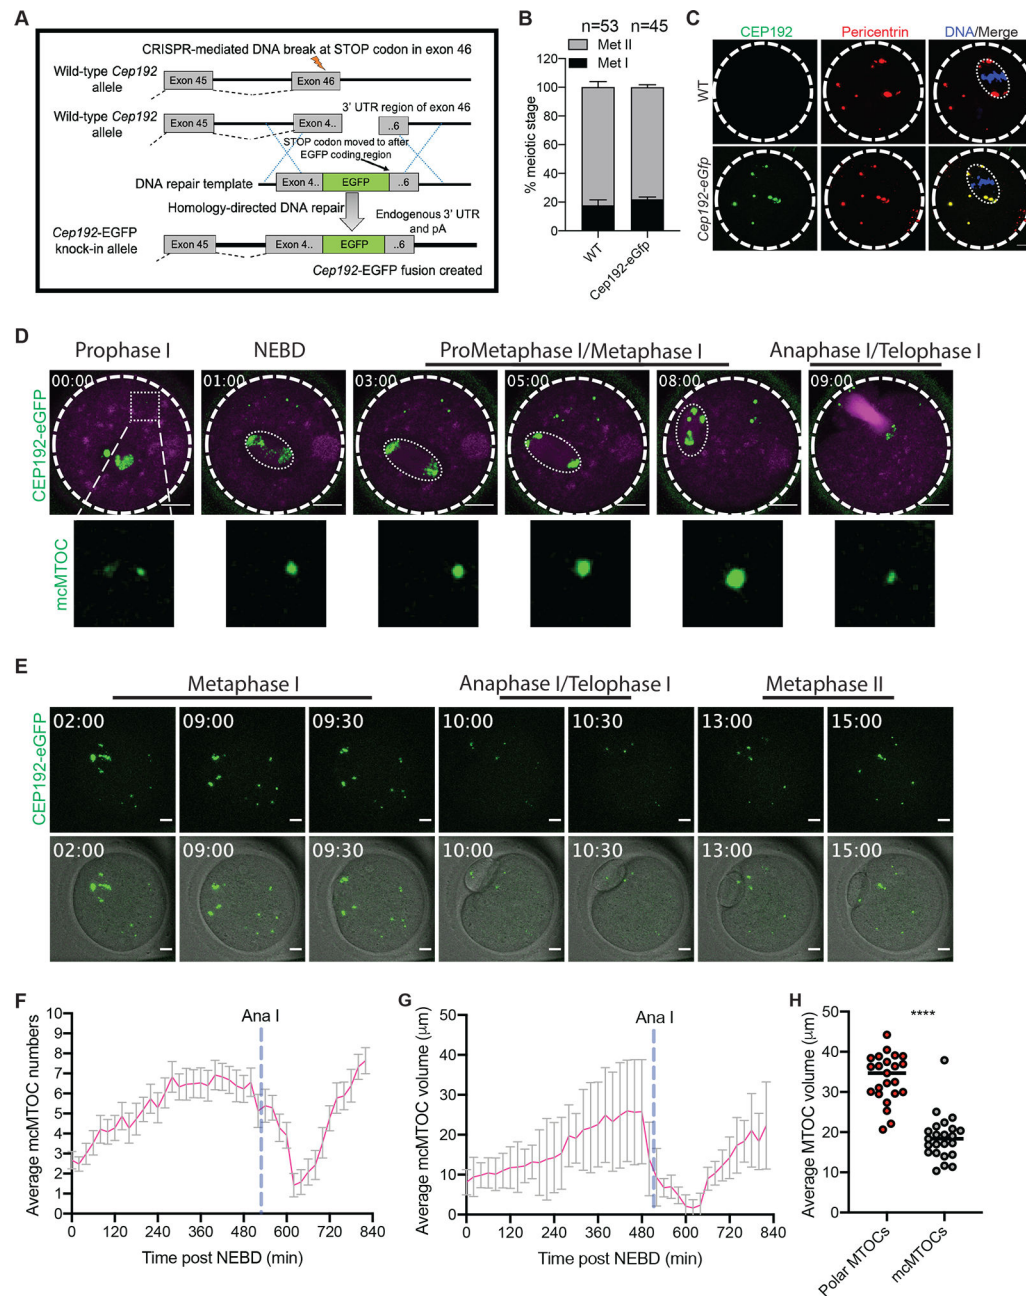 A
CRISPR-mediated DNA break at STOP codon in exon 46
Wild-type Cep192
allele
Exon 45
Exon 46
3' UTR region of exon 46
Wild-type Cep192
allele
Exon 45
Exon 4..
..6
STOP codon moved to after
EGFP coding region
DNA repair template
Exon 4..
EGFP
..6
Homology-directed DNA repair
Endogenous 3' UTR
and pA
Cep192-EGFP
knock-in allele
Exon 45
Exon 4..
EGFP
..6
Cep192-EGFP fusion created
B
n=53 n=45
Met II
Met I
% meiotic stage
120
100
80
60
40
20
0
WT
Cep192-eGfp
C
CEP192
Pericentrin
DNA/Merge
WT
Cep192-eGfp
D
Prophase I
NEBD
ProMetaphase I/Metaphase I
Anaphase I/Telophase I
CEP192-eGFP
00:00
01:00
03:00
05:00
08:00
09:00
mcMTOC
E
Metaphase I
Anaphase I/Telophase I
Metaphase II
CEP192-eGFP
02:00
09:00
09:30
10:00
10:30
13:00
15:00
02:00
09:00
09:30
10:00
10:30
13:00
15:00
F
Ana I
Average mcMTOC numbers
10
9
8
7
6
5
4
3
2
1
0
0 120 240 360 480 600 720 840
Time post NEBD (min)
G
Ana I
Average mcMTOC volume (μm)
50
40
30
20
10
0
0 120 240 360 480 600 720 840
Time post NEBD (min)
H
****
Average MTOC volume (μm)
50
40
30
20
10
0
Polar MTOCs
mcMTOCs